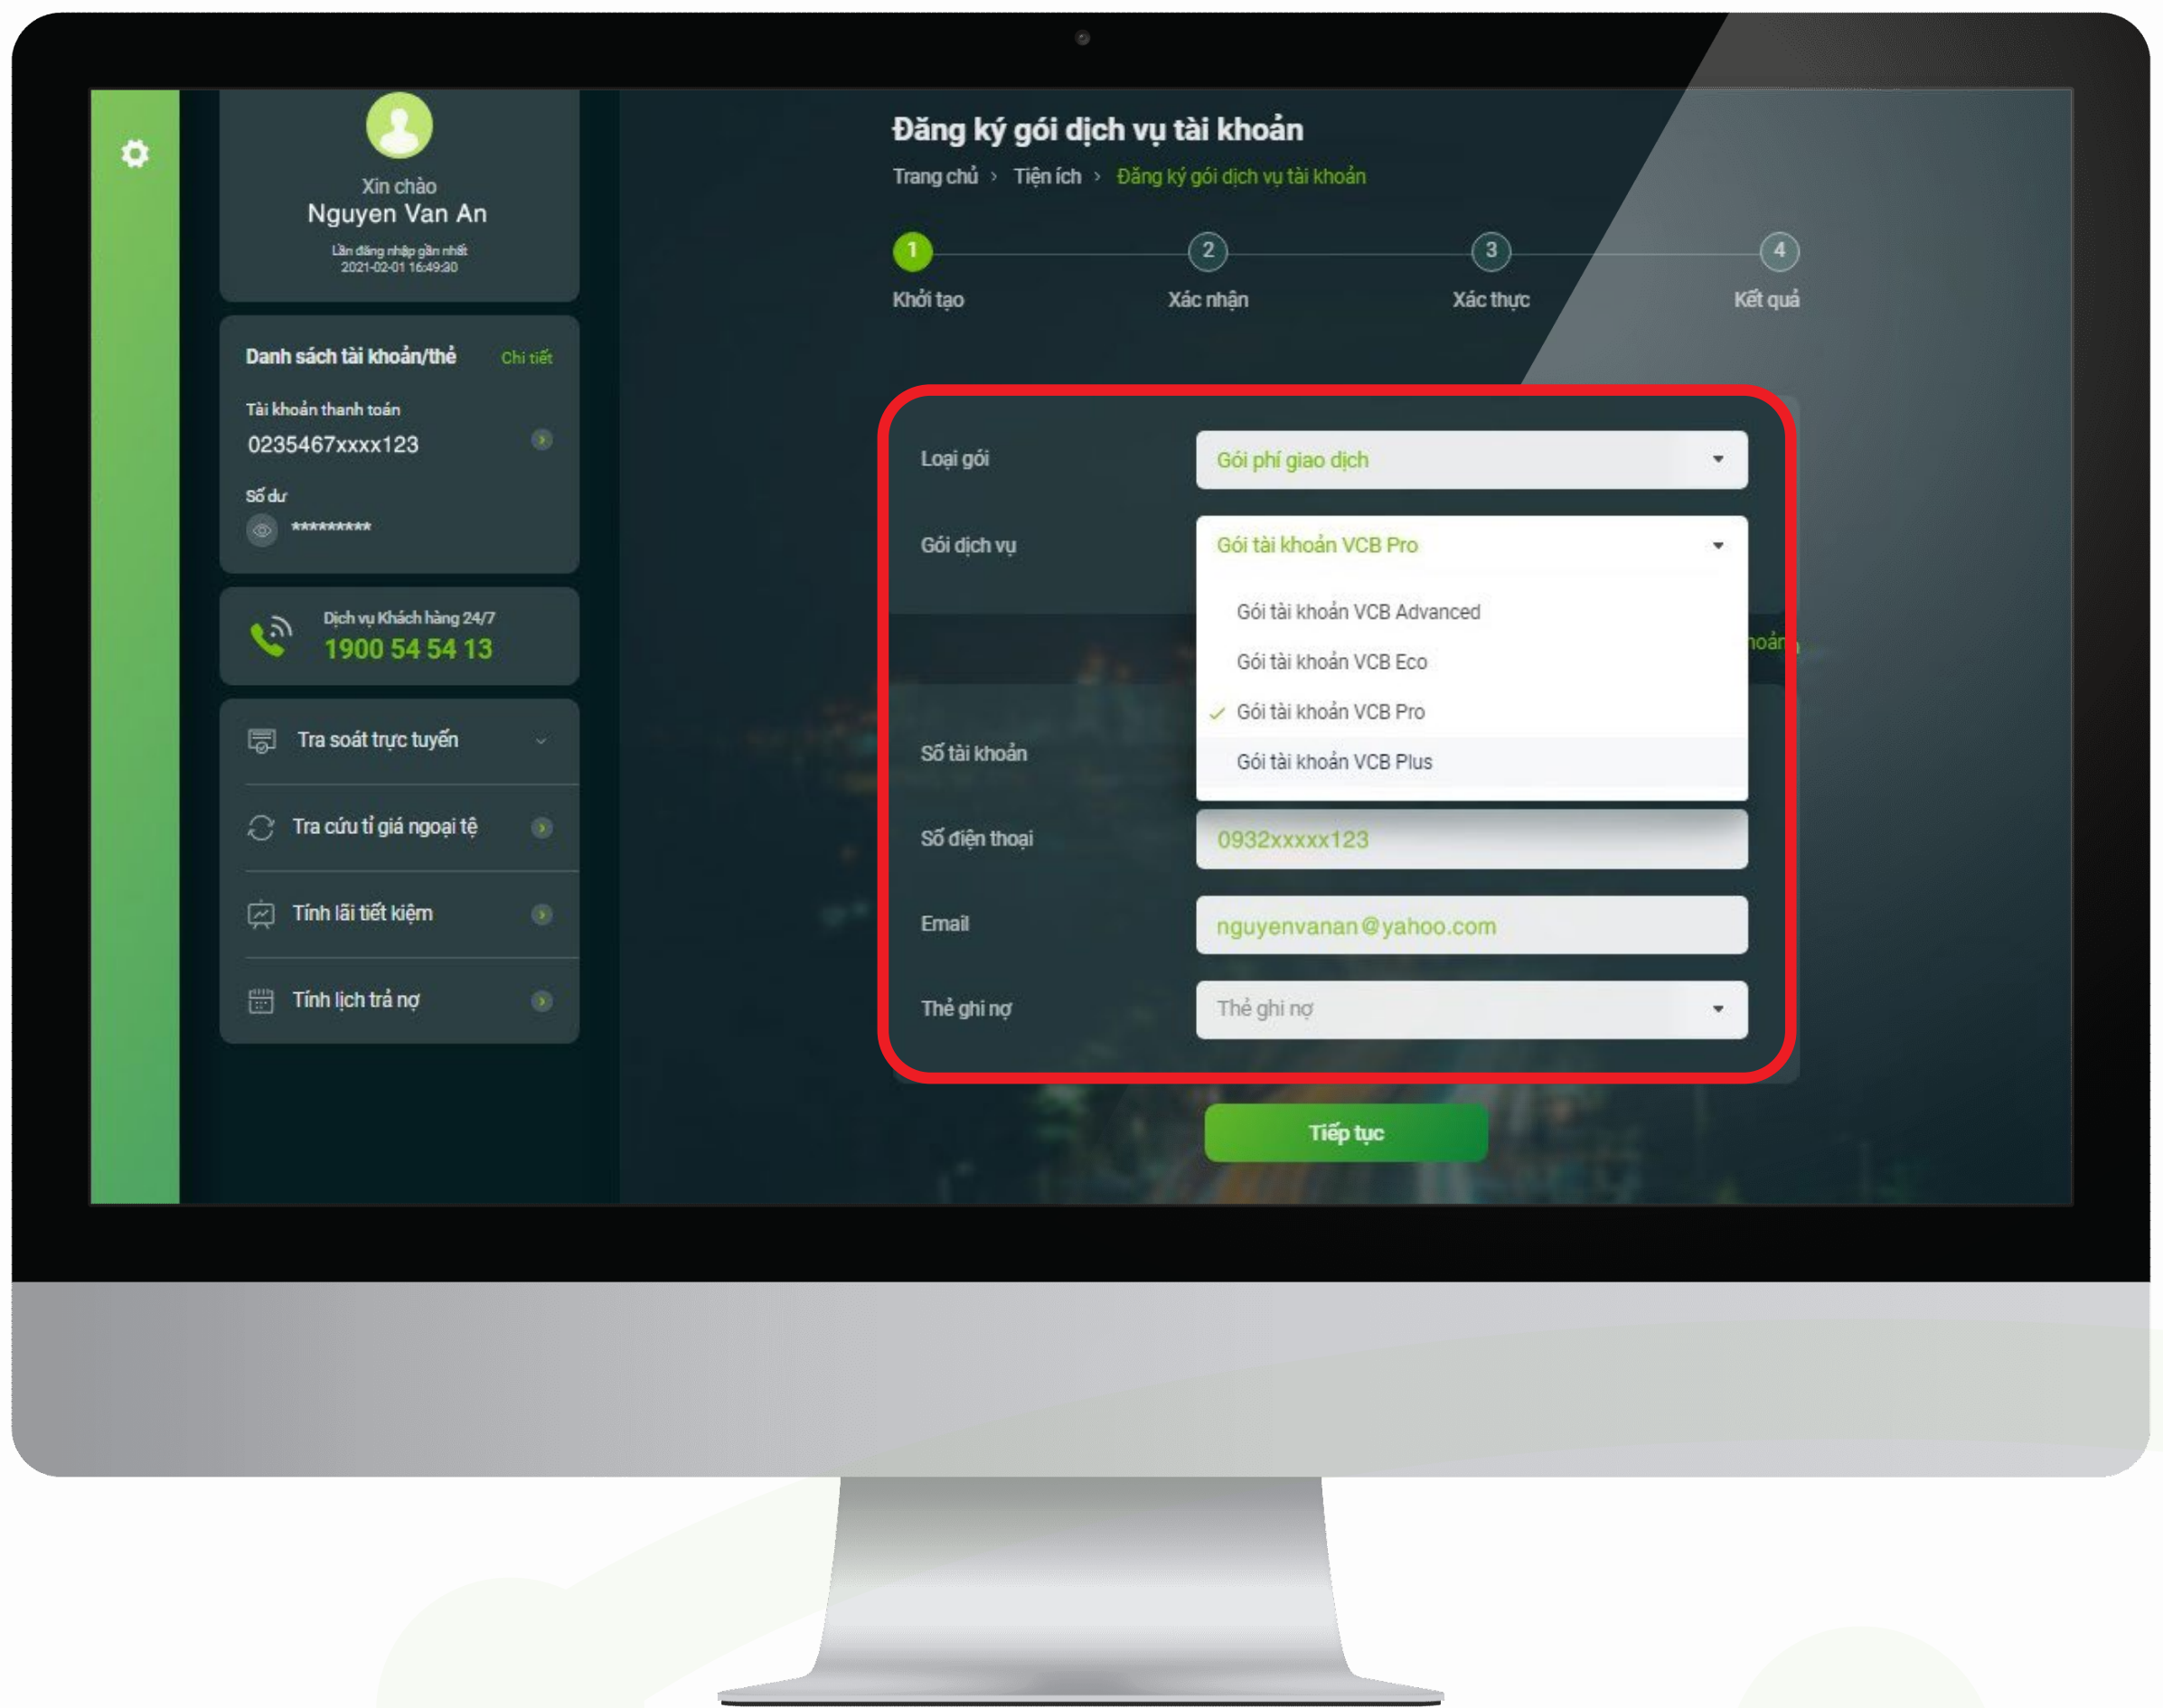 Xin chào
Nguyen Van An
Lần đăng nhập gần nhất
2021-02-01 16:49:30
Danh sách tài khoản/thẻ Chi tiết
Tài khoản thanh toán
0235467xxxx123
Số dư
*********
Dịch vụ Khách hàng 24/7
1900 54 54 13
Tra soát trực tuyến
Tra cứu tỉ giá ngoại tệ
Tính lãi tiết kiệm
Tính lịch trả nợ
Đăng ký gói dịch vụ tài khoản
Trang chủ > Tiện ích > Đăng ký gói dịch vụ tài khoản
1 2 3 4
Khởi tạo Xác nhận Xác thực Kết quả
Loại gói Gói phí giao dịch
Gói dịch vụ Gói tài khoản VCB Pro
Gói tài khoản VCB Advanced
Gói tài khoản VCB Eco
Gói tài khoản VCB Pro
Gói tài khoản VCB Plus
Số tài khoản
Số điện thoại 0932xxxxx123
Email nguyenvanan@yahoo.com
Thẻ ghi nợ Thẻ ghi nợ
Tiếp tục